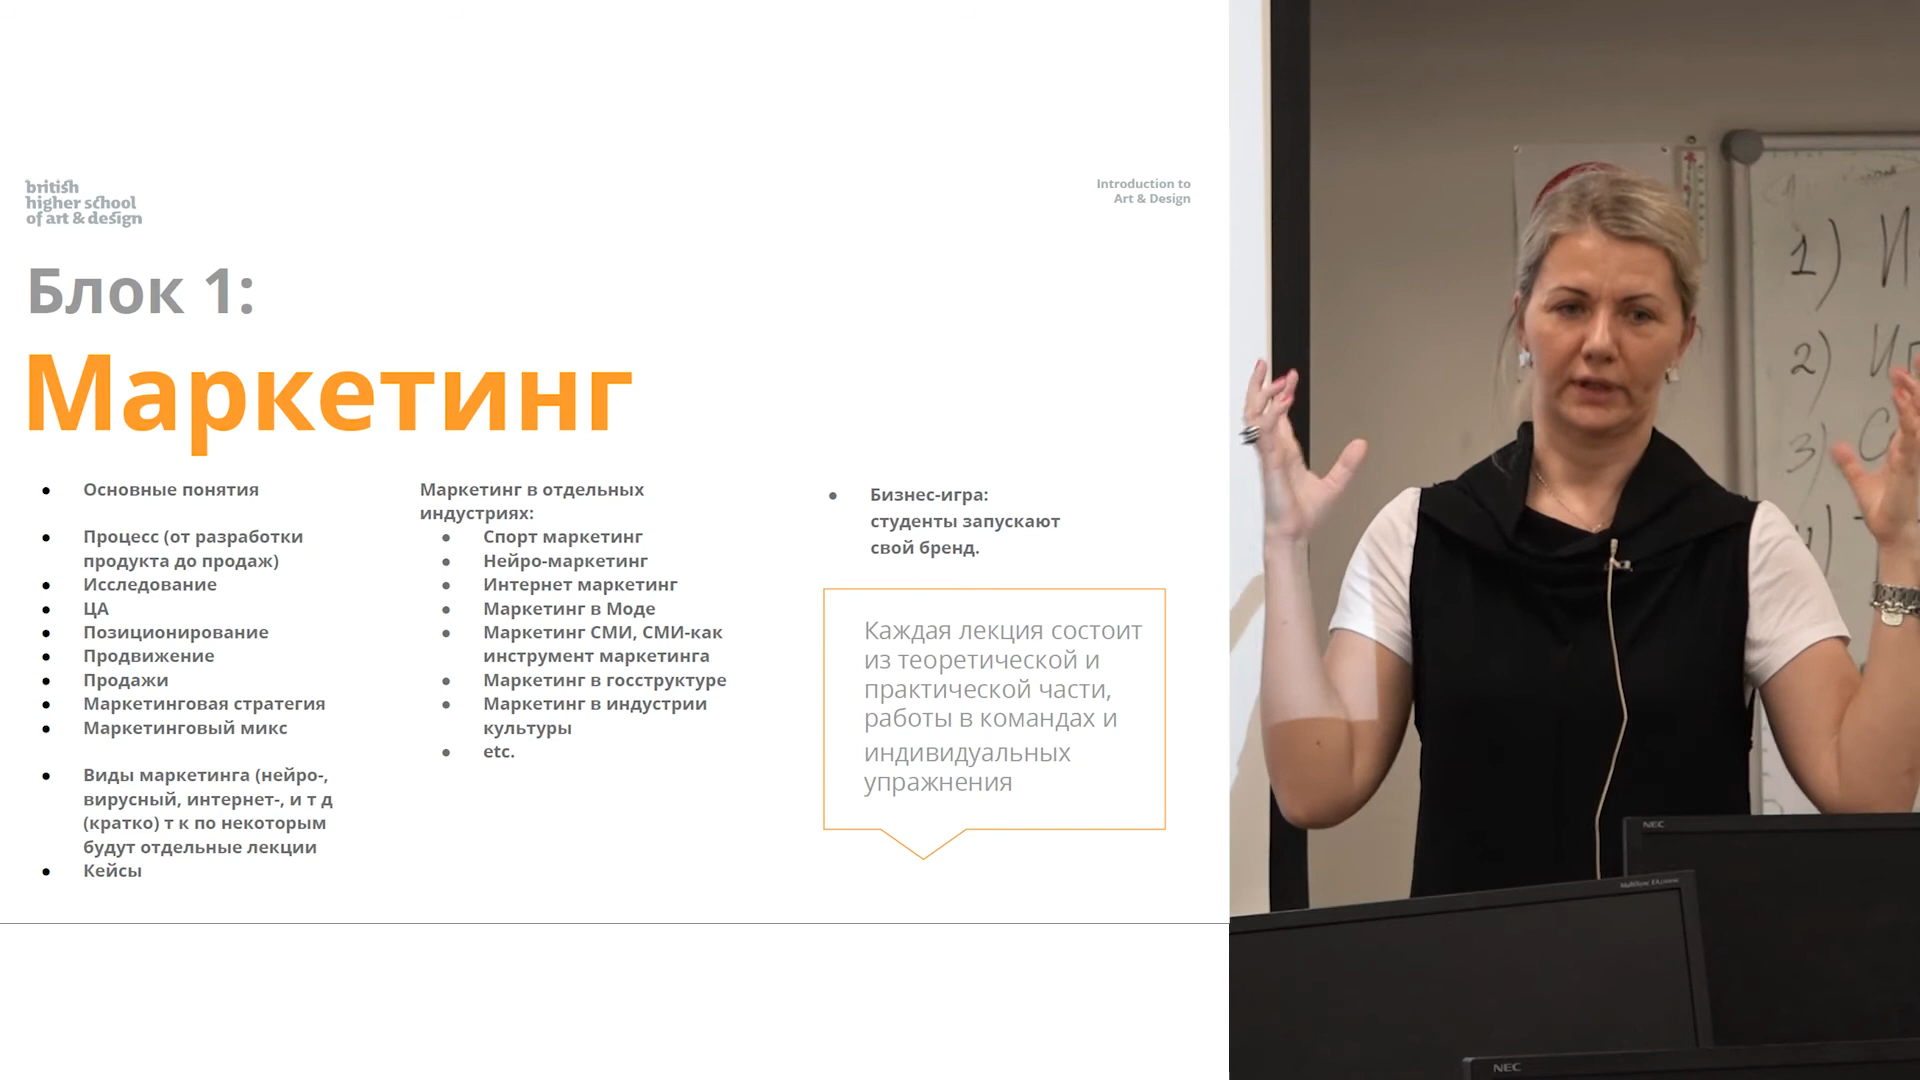 british
higher school
of art & design
Introduction to
Art & Design
Блок 1:
Маркетинг
Основные понятия
Процесс (от разработки
продукта до продаж)
Исследование
ЦА
Позиционирование
Продвижение
Продажи
Маркетинговая стратегия
Маркетинговый микс
Виды маркетинга (нейро-,
вирусный, интернет-, и т д
(кратко) т к по некоторым
будут отдельные лекции
Кейсы
Маркетинг в отдельных
индустриях:
Спорт маркетинг
Нейро-маркетинг
Интернет маркетинг
Маркетинг в Моде
Маркетинг СМИ, СМИ-как
инструмент маркетинга
Маркетинг в госструктуре
Маркетинг в индустрии
культуры
etc.
Бизнес-игра:
студенты запускают
свой бренд.
Каждая лекция состоит
из теоретической и
практической части,
работы в командах и
индивидуальных
упражнения
1)
2)
3)
NEC
MultiSync
NEC